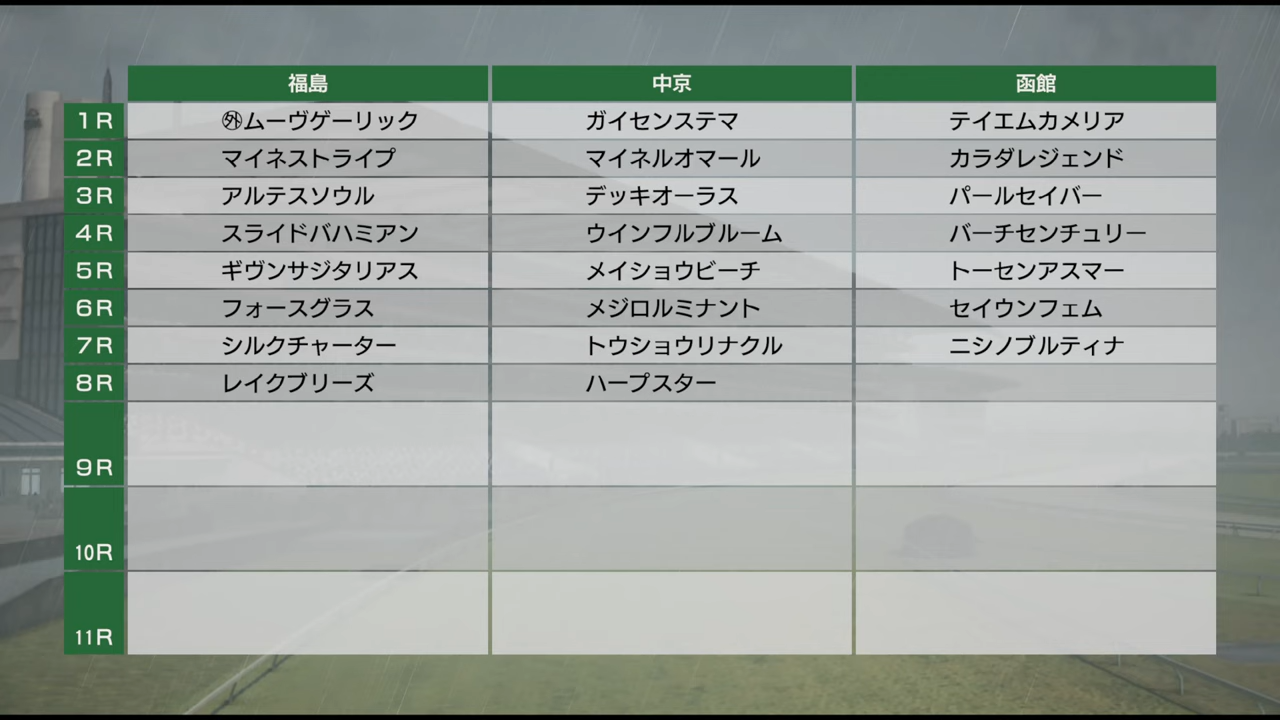 福島 中京 函館
1R ㊕ムーヴゲーリック ガイセンステマ テイエムカメリア
2R マイネストライプ マイネルオマール カラダレジェンド
3R アルテスソウル デッキオーラス パールセイバー
4R スライドバハミアン ウインフルブルーム バーチセンチュリー
5R ギヴンサジタリアス メイショウビーチ トーセンアスマー
6R フォースグラス メジロルミナント セイウンフェム
7R シルクチャーター トウショウリナクル ニシノブルティナ
8R レイクブリーズ ハープスター
9R
10R
11R